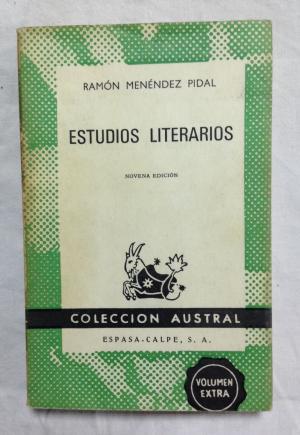 RAMÓN MENÉNDEZ PIDAL
ESTUDIOS LITERARIOS
NOVENA EDICIÓN
COLECCION AUSTRAL
ESPASA-CALPE, S. A.
VOLUMEN
EXTRA